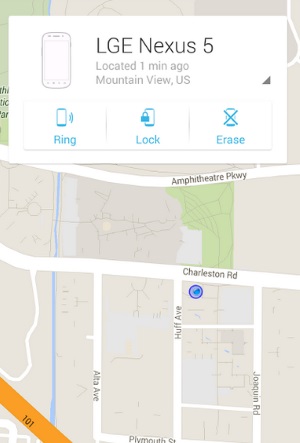 LGE Nexus 5
Located 1 min ago
Mountain View, US
Ring
Lock
Erase
Amphitheatre Pkwy
Charleston Rd
Huff Ave
Alta Ave
Joaquin Rd
101
Plymouth St